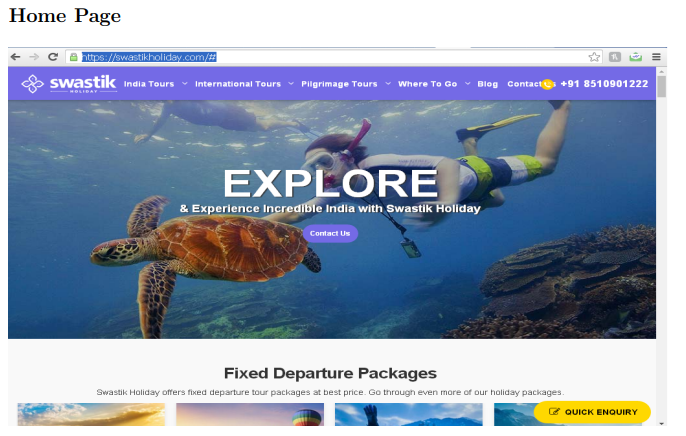 Home Page
https://swastikholiday.com/#
swastik
HOLIDAY
India Tours International Tours Pilgrimage Tours Where To Go Blog Contact s +91 8510901222
EXPLORE
& Experience Incredible India with Swastik Holiday
Contact Us
Fixed Departure Packages
Swastik Holiday offers fixed departure tour packages at best price. Go through even more of our holiday packages.
QUICK ENQUIRY